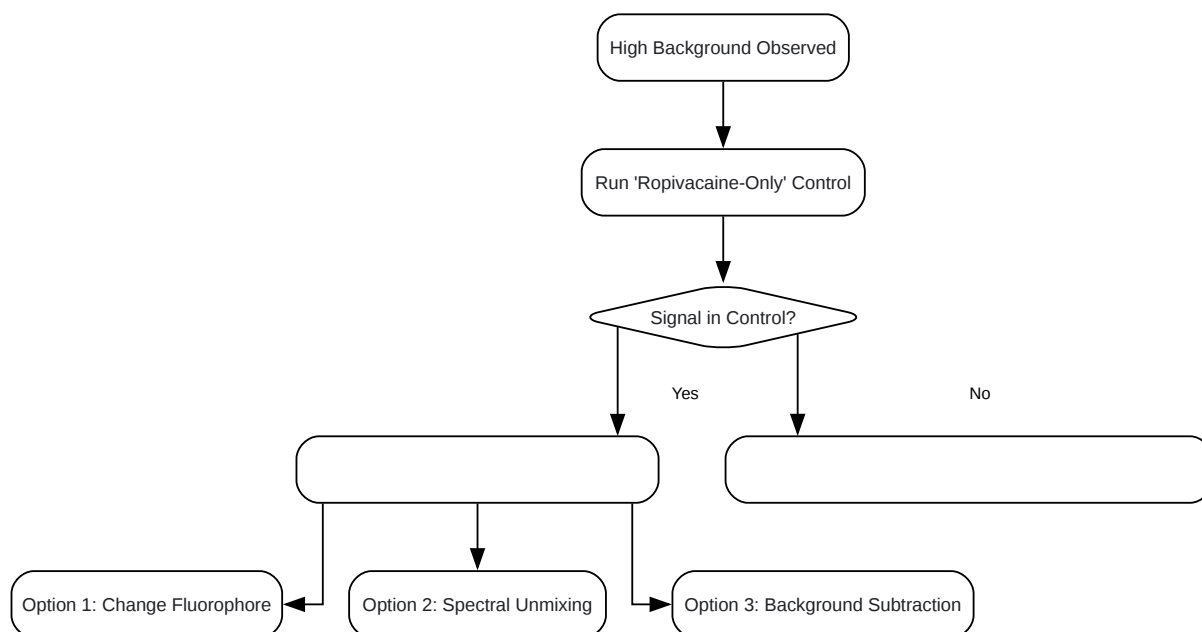 High Background Observed
Run 'Ropivacaine-Only' Control
Signal in Control?
Yes
No
Option 1: Change Fluorophore
Option 2: Spectral Unmixing
Option 3: Background Subtraction